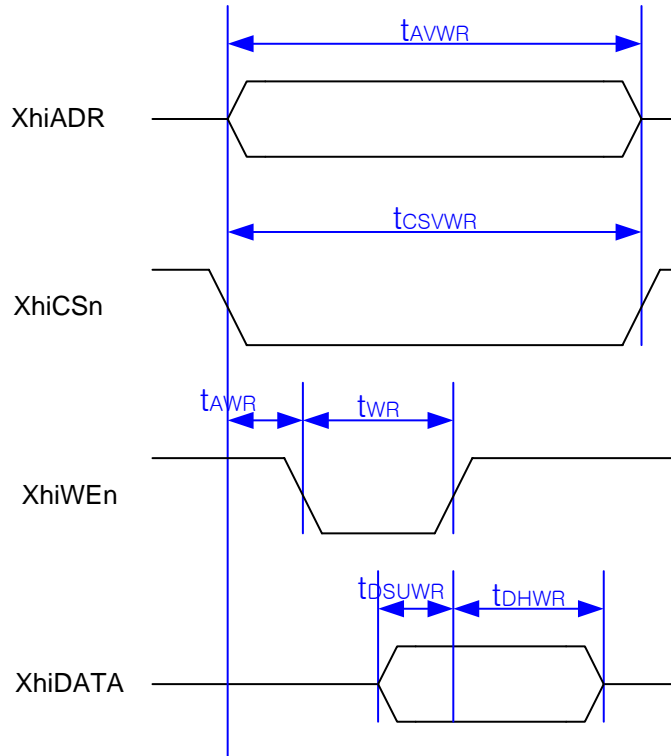 tAVWR
XhiADR
tCSVWR
XhiCSn
tAWR
tWR
XhiWEn
tDSUWR
tDHWR
XhiDATA